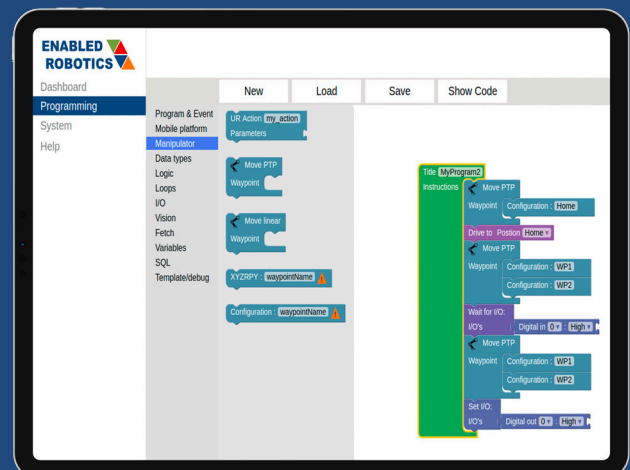 ENABLED
ROBOTICS
Dashboard
Programming
System
Help
New Load Save Show Code
Program & Event
Mobile platform
Manipulator
Data types
Logic
Loops
I/O
Vision
Fetch
Variables
SQL
Template/debug
UR Action my_action
Parameters
Move PTP
Waypoint
Move linear
Waypoint
XYZRPY : waypointName
Configuration : waypointName
Title MyProgram2
Instructions Move PTP
Waypoint Configuration : Home
Drive to Postion Home
Move PTP
Waypoint Configuration : WP1
Configuration : WP2
Wait for I/O:
I/O's Digital in 0 : High
Move PTP
Waypoint Configuration : WP1
Configuration : WP2
Set I/O:
I/O's Digital out 0 : High